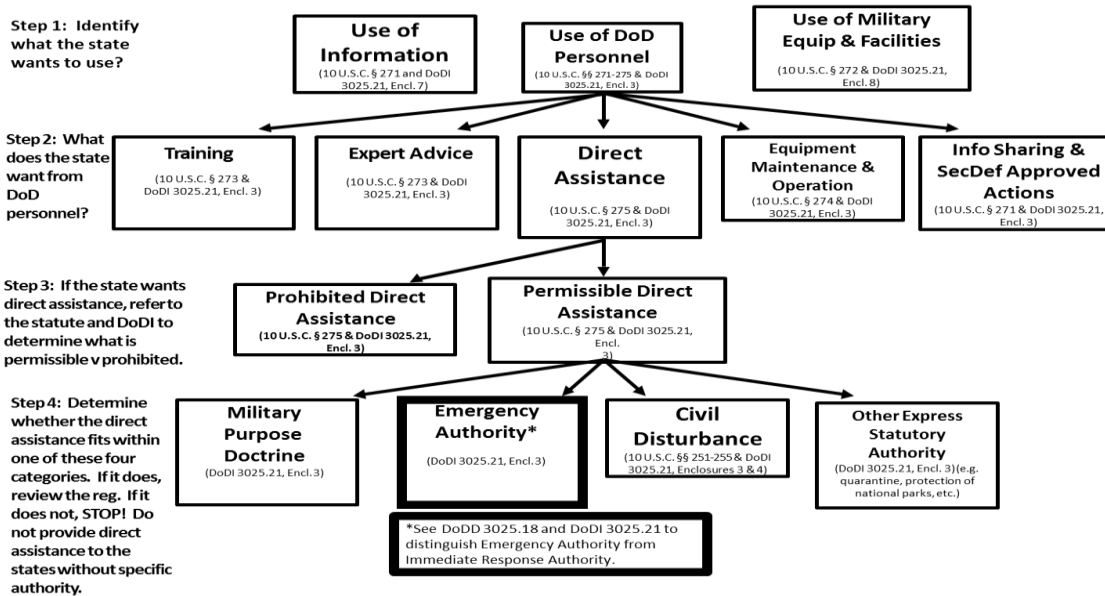 Step 1:  Identify
what the state
wants to use?
Use of
Information
(10 U.S.C. § 271 and DoDI
3025.21, Encl. 7)
Use of DoD
Personnel
(10 U.S.C. §§ 271-275 & DoDI
3025.21, Encl. 3)
Use of Military
Equip & Facilities
(10 U.S.C. § 272 & DoDI 3025.21,
Encl. 8)
Step 2:  What
does the state
want from
DoD
personnel?
Training
(10 U.S.C. § 273 &
DoDI 3025.21, Encl. 3)
Expert Advice
(10 U.S.C. § 273 & DoDI
3025.21, Encl. 3)
Direct
Assistance
(10 U.S.C. § 275 & DoDI
3025.21, Encl. 3)
Equipment
Maintenance &
Operation
(10 U.S.C. § 274 & DoDI
3025.21, Encl. 3)
Info Sharing &
SecDef Approved
Actions
(10 U.S.C. § 271 & DoDI 3025.21,
Encl. 3)
Step 3:  If the state wants
direct assistance, refer to
the statute and DoDI to
determine what is
permissible v prohibited.
Prohibited Direct
Assistance
(10 U.S.C. § 275 & DoDI 3025.21,
Encl. 3)
Permissible Direct
Assistance
(10 U.S.C. § 275 & DoDI 3025.21,
Encl.
3)
Step 4:  Determine
whether the direct
assistance fits within
one of these four
categories.  If it does,
review the reg.  If it
does not, STOP!  Do
not provide direct
assistance to the
states without specific
authority.
Military
Purpose
Doctrine
(DoDI 3025.21, Encl. 3)
Emergency
Authority*
(DoDI 3025.21, Encl.3)
Civil
Disturbance
(10 U.S.C. §§ 251-255 & DoDI
3025.21, Enclosures 3 & 4)
Other Express
Statutory
Authority
(DoDI 3025.21, Encl. 3)(e.g.
quarantine, protection of
national parks, etc.)
*See DoDD 3025.18 and DoDI 3025.21 to
distinguish Emergency Authority from
Immediate Response Authority.